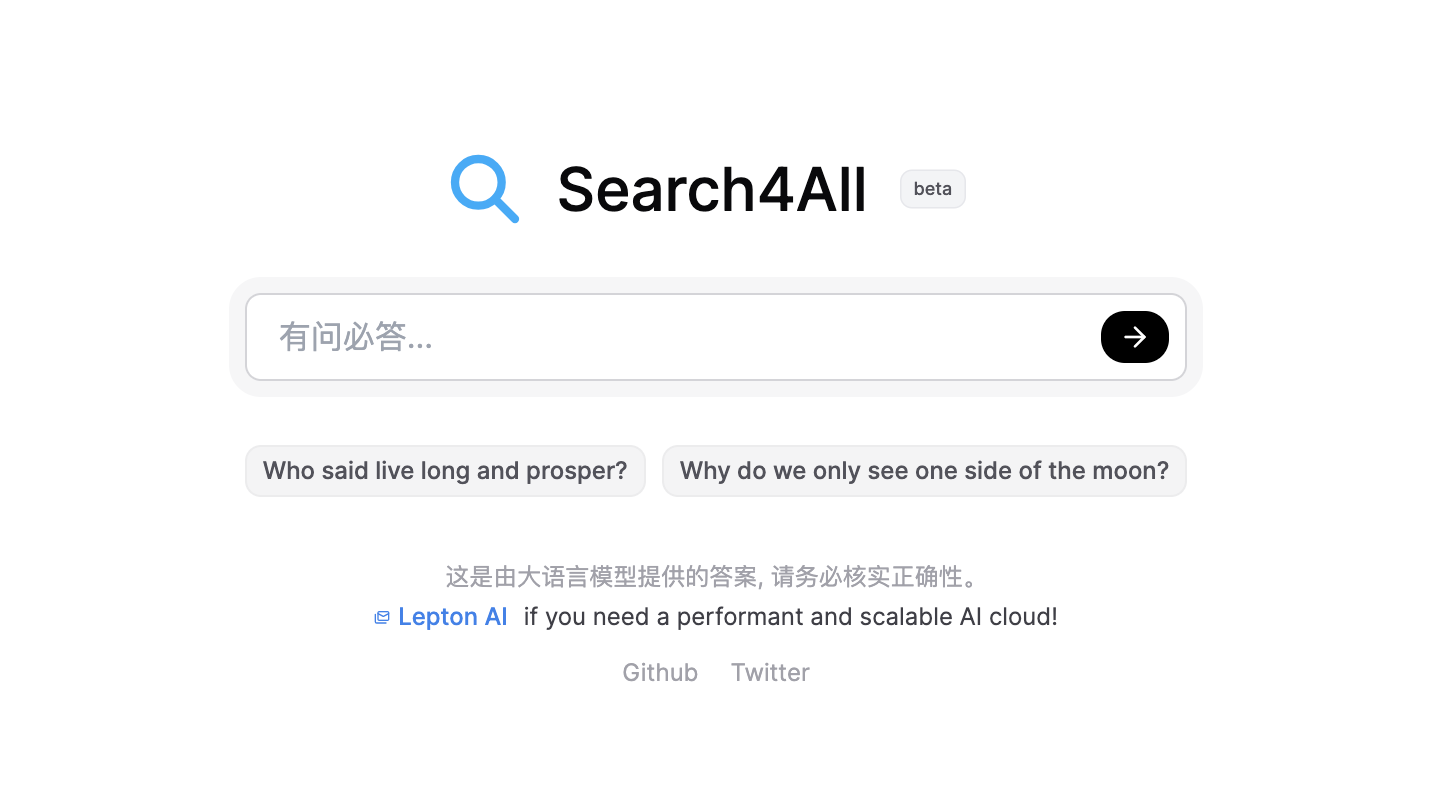 Search4All beta
有问必答...
Who said live long and prosper? Why do we only see one side of the moon?
这是由大语言模型提供的答案, 请务必核实正确性。
Lepton AI if you need a performant and scalable AI cloud!
Github Twitter